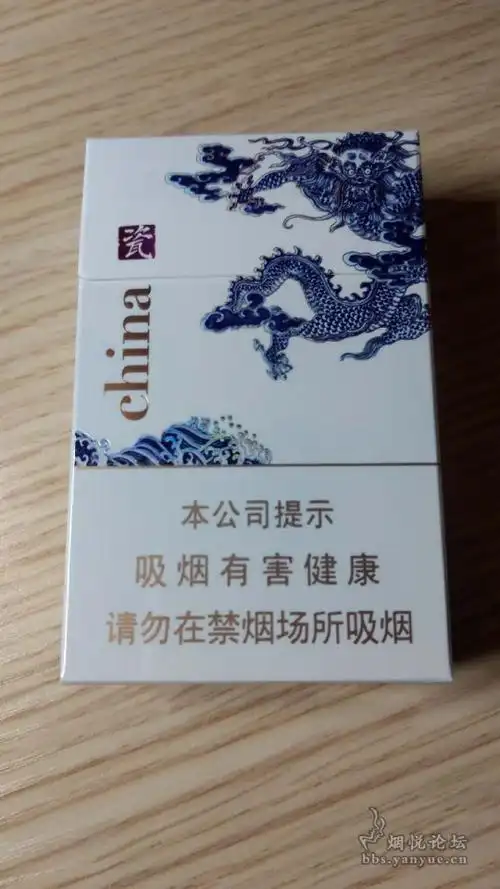 瓷
china
本公司提示
吸烟有害健康
请勿在禁烟场所吸烟
烟悦论坛
bbs.yanyue.cn